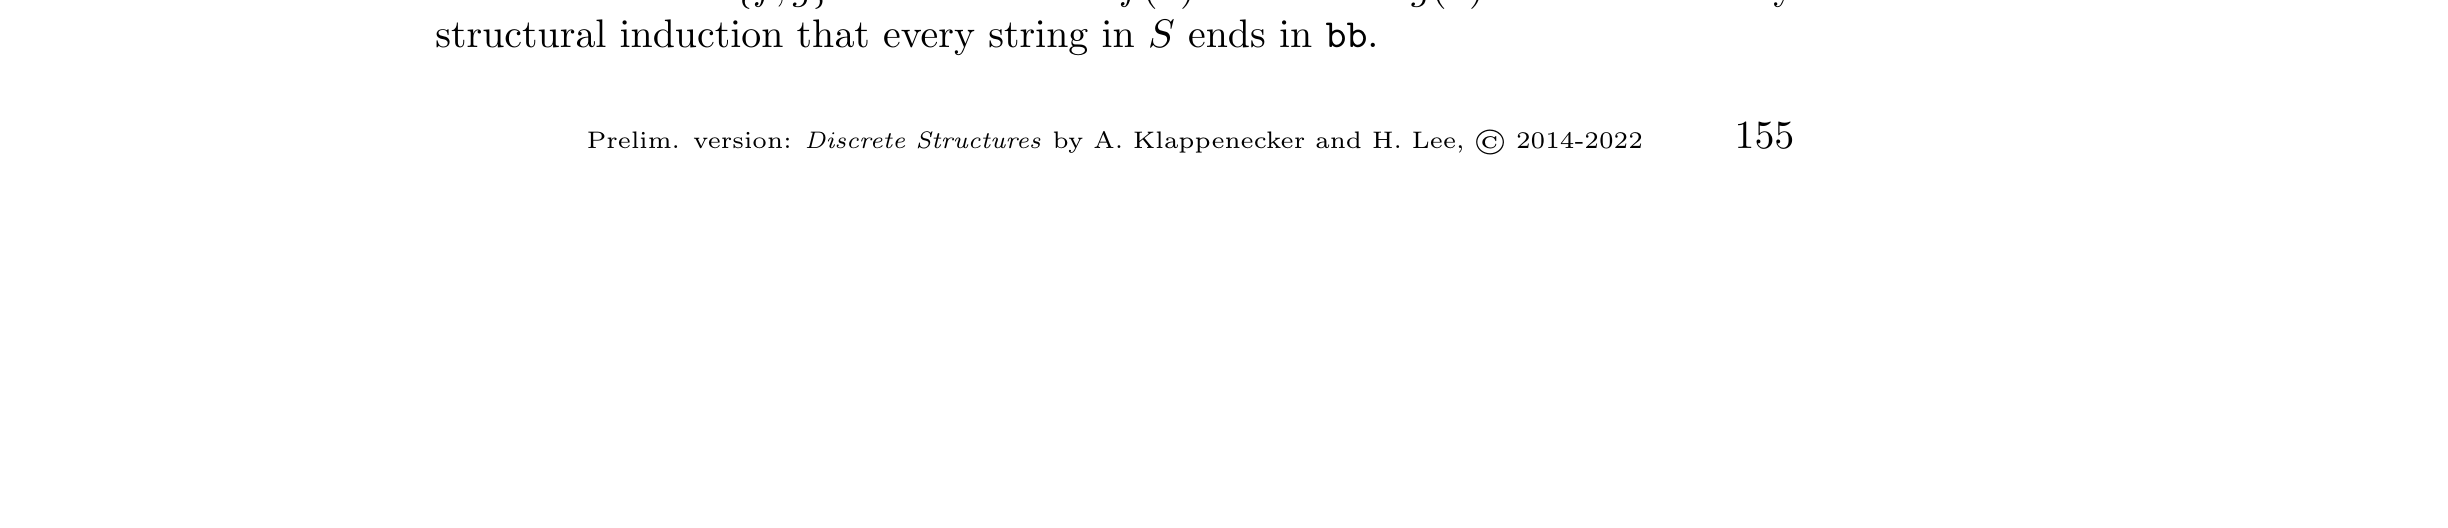 structural induction that every string in S ends in bb.
Prelim. version: Discrete Structures by A. Klappenecker and H. Lee, © 2014-2022 155